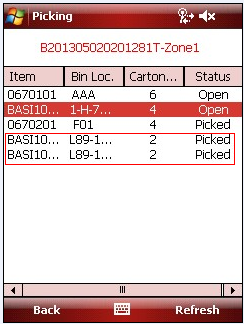 Picking
B201305020201281T-Zone1
Item Bin Loc. Carton... Status
0670101 AAA 6 Open
BASI10... 1-H-7... 4 Open
0670201 F01 4 Picked
BASI10... L89-1... 2 Picked
BASI10... L89-1... 2 Picked
Back Refresh